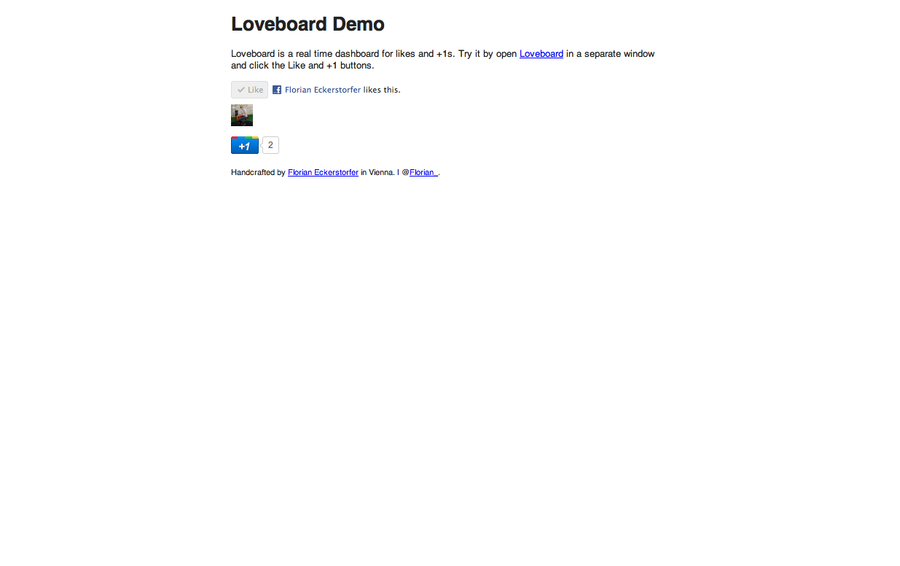 Loveboard Demo
Loveboard is a real time dashboard for likes and +1s. Try it by open Loveboard in a separate window
and click the Like and +1 buttons.
Like Florian Eckerstorfer likes this.
+1 2
Handcrafted by Florian Eckerstorfer in Vienna. I @Florian_.